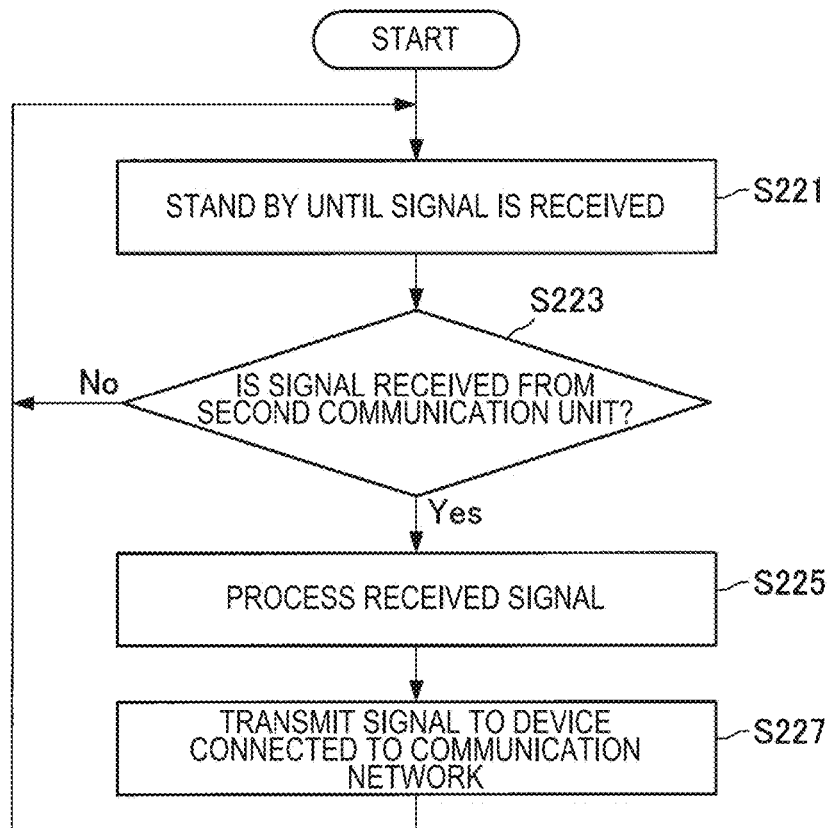 START
STAND BY UNTIL SIGNAL IS RECEIVED
S221
S223
IS SIGNAL RECEIVED FROM
SECOND COMMUNICATION UNIT?
No
Yes
PROCESS RECEIVED SIGNAL
S225
TRANSMIT SIGNAL TO DEVICE
CONNECTED TO COMMUNICATION
NETWORK
S227